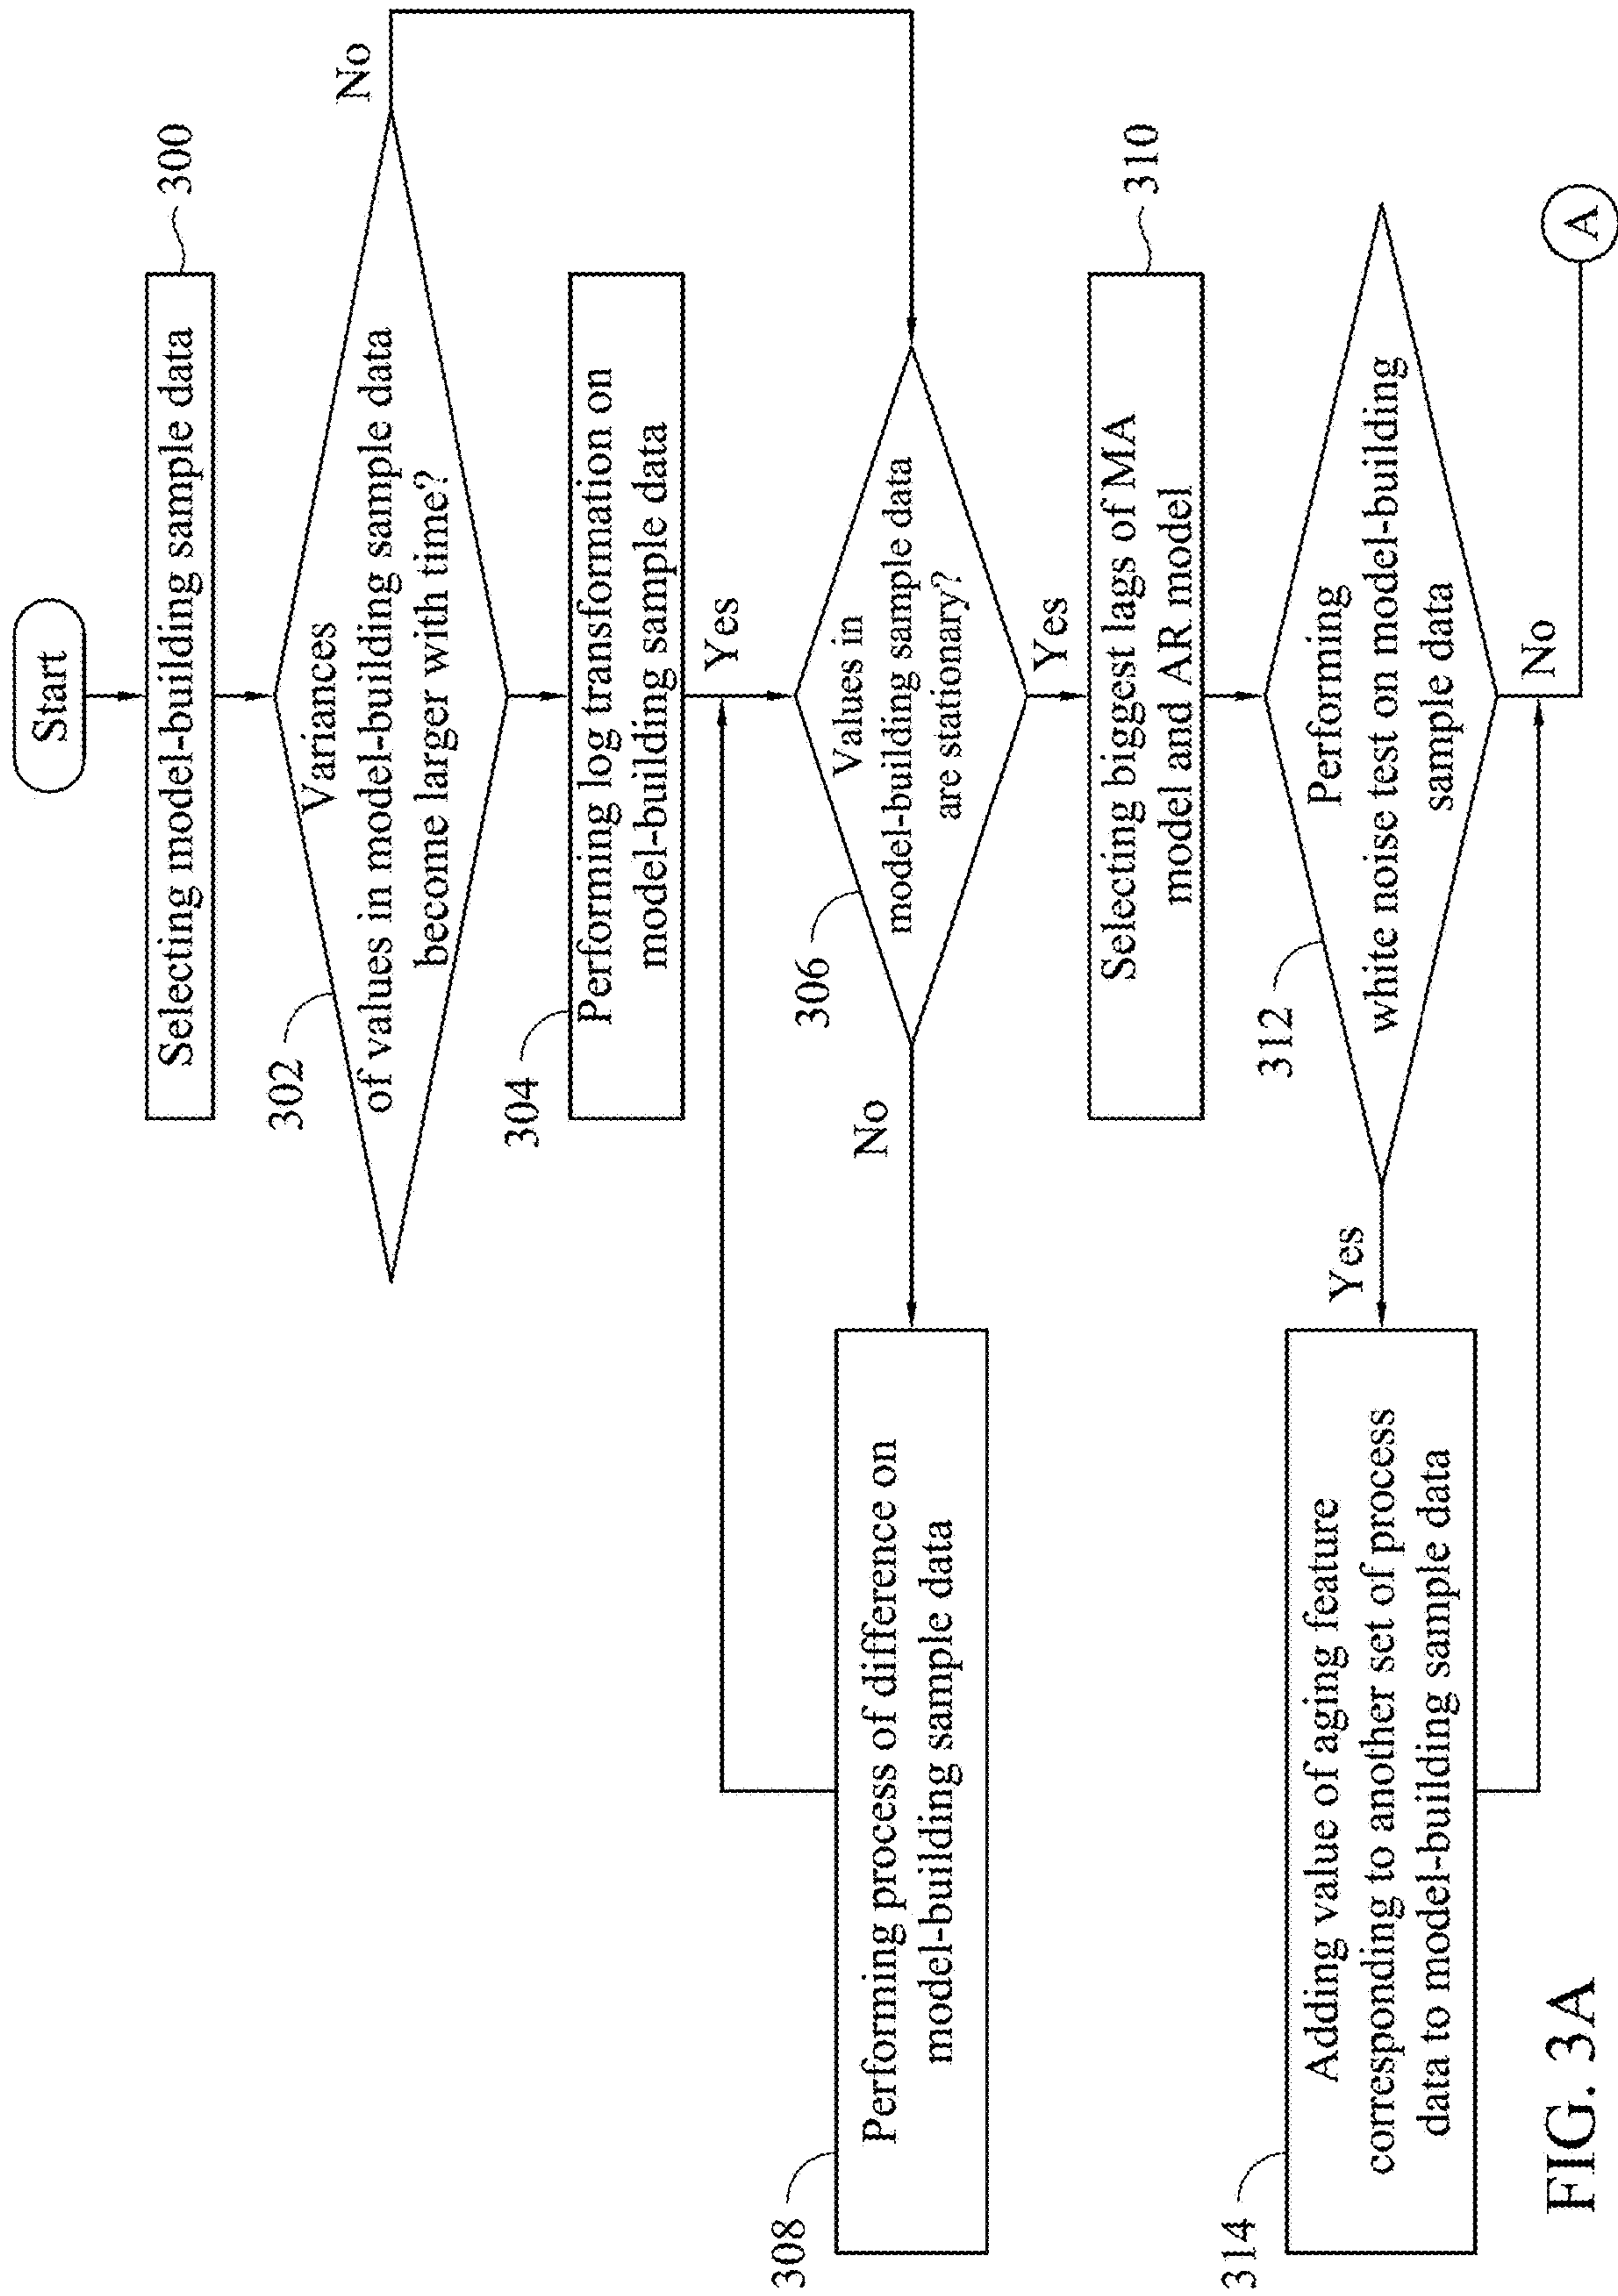 Start
Selecting model-building sample data
300
Variances
of values in model-building sample data
become larger with time?
302
No
Performing log transformation on
model-building sample data
304
Yes
Values in
model-building sample data
are stationary?
306
No
Performing process of difference on
model-building sample data
308
Yes
Selecting biggest lags of MA
model and AR model
310
Performing
white noise test on model-building
sample data
312
Yes
Adding value of aging feature
corresponding to another set of process
data to model-building sample data
314
No
A
FIG. 3A